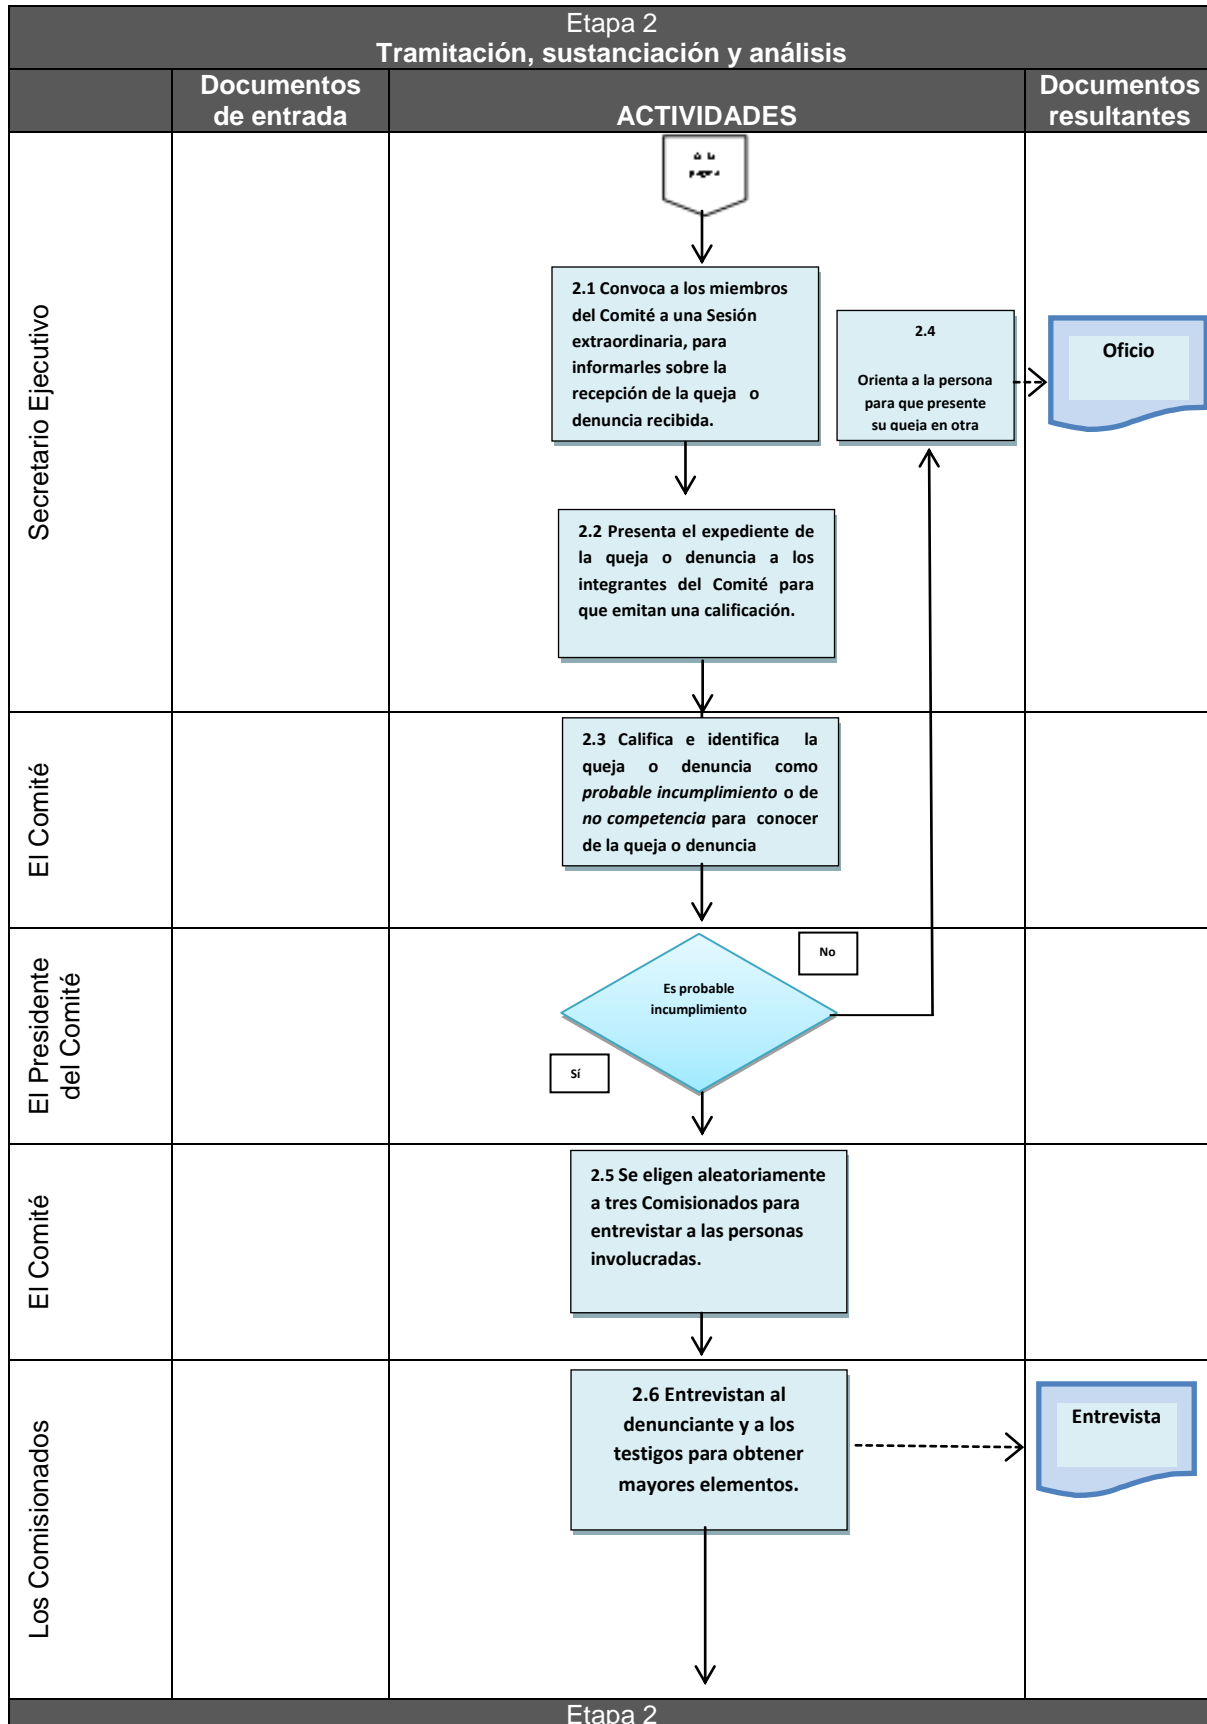 Etapa 2
Tramitación, sustanciación y análisis
Documentos
de entrada
ACTIVIDADES
Documentos
resultantes
Secretario Ejecutivo
2.1 Convoca a los miembros
del Comité a una Sesión
extraordinaria, para
informarles sobre la
recepción de la queja o
denuncia recibida.
2.4
Orienta a la persona
para que presente
su queja en otra
Oficio
2.2 Presenta el expediente de
la queja o denuncia a los
integrantes del Comité para
que emitan una calificación.
El Comité
2.3 Califica e identifica la
queja o denuncia como
probable incumplimiento o de
no competencia para conocer
de la queja o denuncia
El Presidente
del Comité
Es probable
incumplimiento
No
Sí
El Comité
2.5 Se eligen aleatoriamente
a tres Comisionados para
entrevistar a las personas
involucradas.
Los Comisionados
2.6 Entrevistan al
denunciante y a los
testigos para obtener
mayores elementos.
Entrevista
Etapa 2